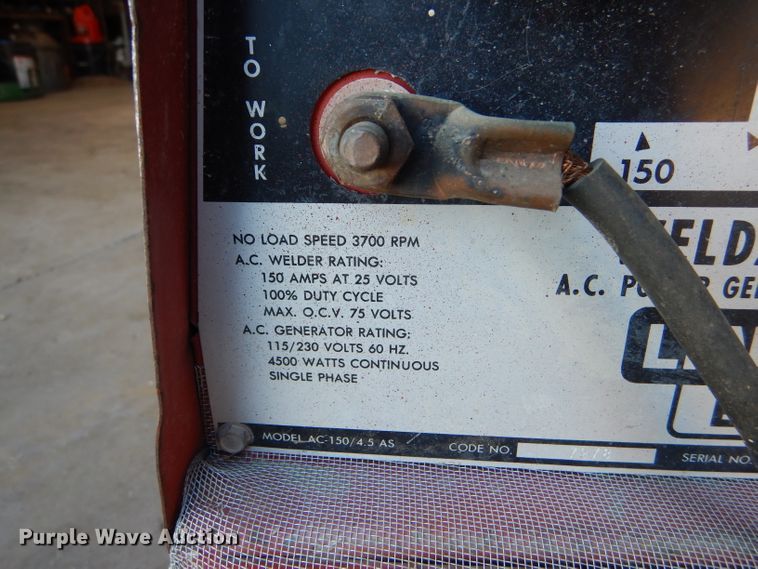 TO WORK
150
NO LOAD SPEED 3700 RPM
A.C. WELDER RATING:
150 AMPS AT 25 VOLTS
100% DUTY CYCLE
MAX. O.C.V. 75 VOLTS
A.C. GENERATOR RATING:
115/230 VOLTS 60 HZ.
4500 WATTS CONTINUOUS
SINGLE PHASE
A.C.
MODEL AC-150/4.5 AS CODE NO. 7878 SERIAL NO.
Purple Wave Auction